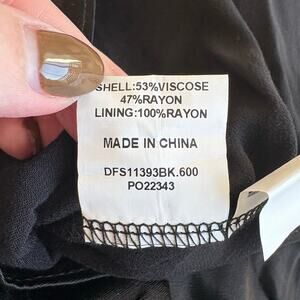 SHELL:53%VISCOSE
47%RAYON
LINING:100%RAYON
MADE IN CHINA
DFS11393BK.600
PO22343